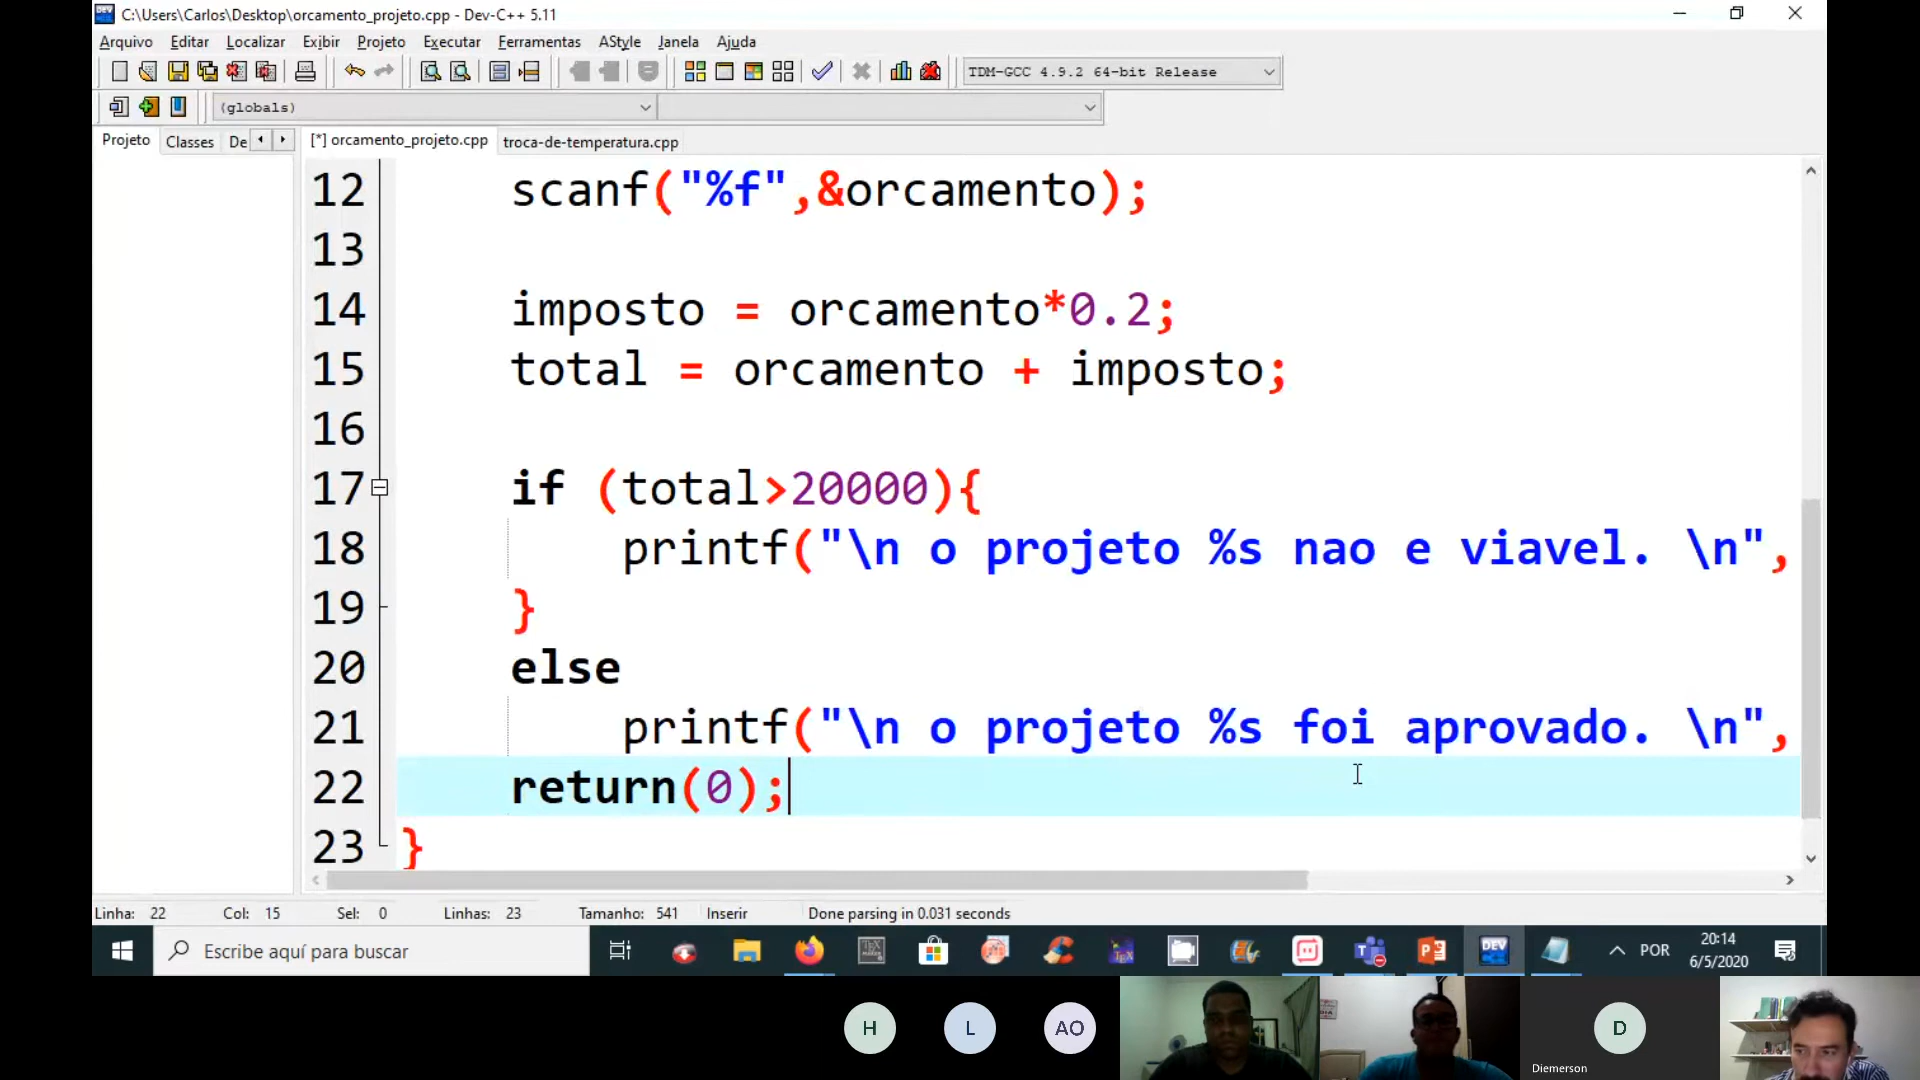 C:\Users\Carlos\Desktop\orcamento_projeto.cpp - Dev-C++ 5.11
Arquivo Editar Localizar Exibir Projeto Executar Ferramentas AStyle Janela Ajuda
TDM-GCC 4.9.2 64-bit Release
(globals)
Projeto Classes De [*] orcamento_projeto.cpp troca-de-temperatura.cpp
12 scanf("%f",&orcamento);
13
14 imposto = orcamento*0.2;
15 total = orcamento + imposto;
16
17 if (total>20000){
18 printf("\n o projeto %s nao e viavel. \n",
19 }
20 else
21 printf("\n o projeto %s foi aprovado. \n",
22 return(0);
23 }
Linha: 22 Col: 15 Sel: 0 Linhas: 23 Tamanho: 541 Inserir Done parsing in 0.031 seconds
Escribe aquí para buscar
DEV
POR
20:14
6/5/2020
H L AO D
Diemerson